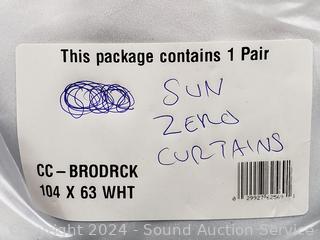 This package contains 1 Pair
SUN
ZERO
CURTAINS
CC-BRODRCK
104 X 63 WHT
Copyright 2024 - Sound Auction Service